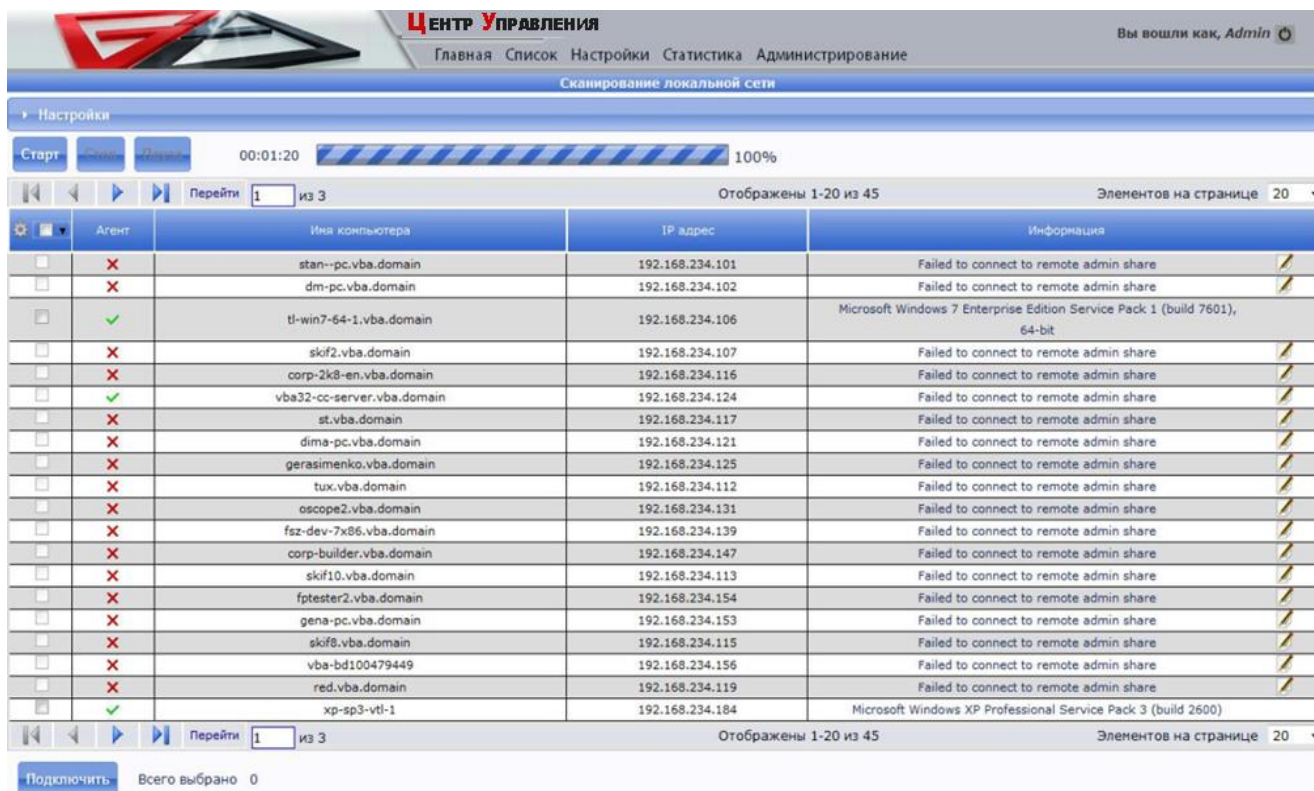 Центр Управления
Вы вошли как, Admin
Главная Список Настройки Статистика Администрирование
Сканирование локальной сети
Настройки
Старт Стоп Пауза 00:01:20 100%
Перейти 1 из 3 Отображены 1-20 из 45 Элементов на странице 20
Агент Имя компьютера IP адрес Информация
stan--pc.vba.domain 192.168.234.101 Failed to connect to remote admin share
dm-pc.vba.domain 192.168.234.102 Failed to connect to remote admin share
tl-win7-64-1.vba.domain 192.168.234.106 Microsoft Windows 7 Enterprise Edition Service Pack 1 (build 7601),
64-bit
skif2.vba.domain 192.168.234.107 Failed to connect to remote admin share
corp-2k8-en.vba.domain 192.168.234.116 Failed to connect to remote admin share
vba32-cc-server.vba.domain 192.168.234.124 Failed to connect to remote admin share
st.vba.domain 192.168.234.117 Failed to connect to remote admin share
dima-pc.vba.domain 192.168.234.121 Failed to connect to remote admin share
gerasimenko.vba.domain 192.168.234.125 Failed to connect to remote admin share
tux.vba.domain 192.168.234.112 Failed to connect to remote admin share
oscope2.vba.domain 192.168.234.131 Failed to connect to remote admin share
fsz-dev-7x86.vba.domain 192.168.234.139 Failed to connect to remote admin share
corp-builder.vba.domain 192.168.234.147 Failed to connect to remote admin share
skif10.vba.domain 192.168.234.113 Failed to connect to remote admin share
fptester2.vba.domain 192.168.234.154 Failed to connect to remote admin share
gena-pc.vba.domain 192.168.234.153 Failed to connect to remote admin share
skif8.vba.domain 192.168.234.115 Failed to connect to remote admin share
vba-bd100479449 192.168.234.156 Failed to connect to remote admin share
red.vba.domain 192.168.234.119 Failed to connect to remote admin share
xp-sp3-vtl-1 192.168.234.184 Microsoft Windows XP Professional Service Pack 3 (build 2600)
Перейти 1 из 3 Отображены 1-20 из 45 Элементов на странице 20
Подключить Всего выбрано 0